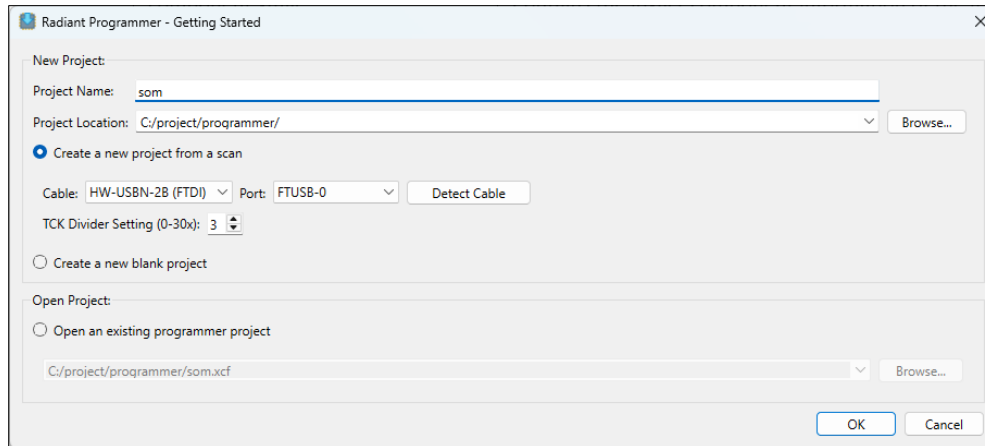 Radiant Programmer - Getting Started
New Project:
Project Name: som
Project Location: C:/project/programmer/ Browse...
Create a new project from a scan
Cable: HW-USBN-2B (FTDI) Port: FTUSB-0 Detect Cable
TCK Divider Setting (0-30x): 3
Create a new blank project
Open Project:
Open an existing programmer project
C:/project/programmer/som.xcf Browse...
OK Cancel